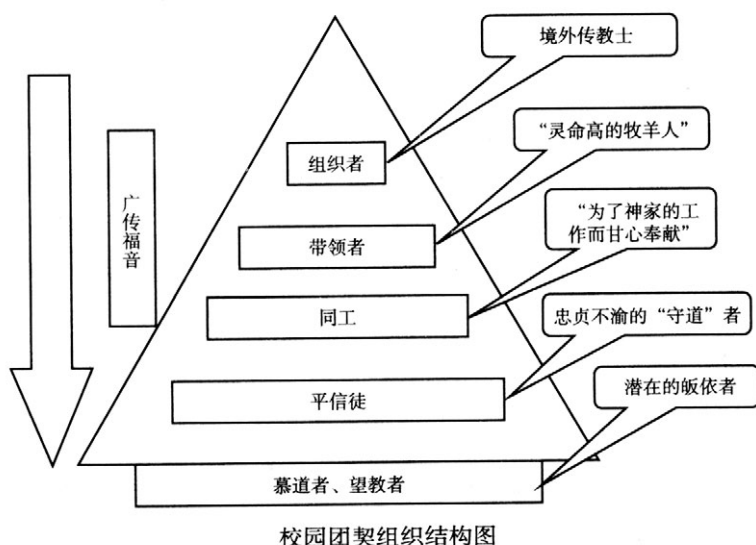 境外传教士
“灵命高的牧羊人”
组织者
广传福音
“为了神家的工
作而甘心奉献”
带领者
同工
忠贞不渝的“守道”者
平信徒
潜在的皈依者
慕道者、望教者
校园团契组织结构图